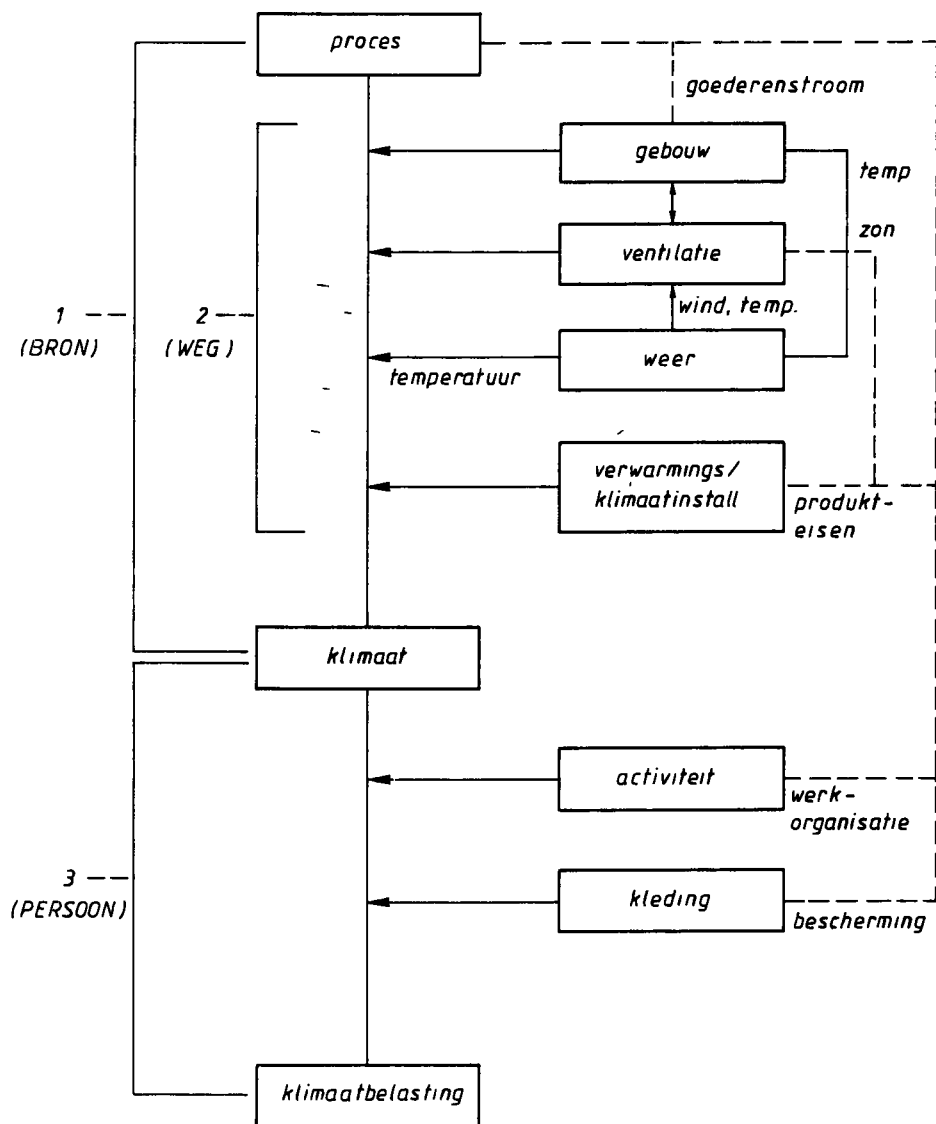 proces
goederenstroom
gebouw
temp
zon
ventilatie
wind, temp.
1
(BRON)
2
(WEG)
weer
temperatuur
verwarmings/
klimaatinstall
produkt-
eisen
klimaat
activiteit
werk-
organisatie
3
(PERSOON)
kleding
bescherming
klimaatbelasting